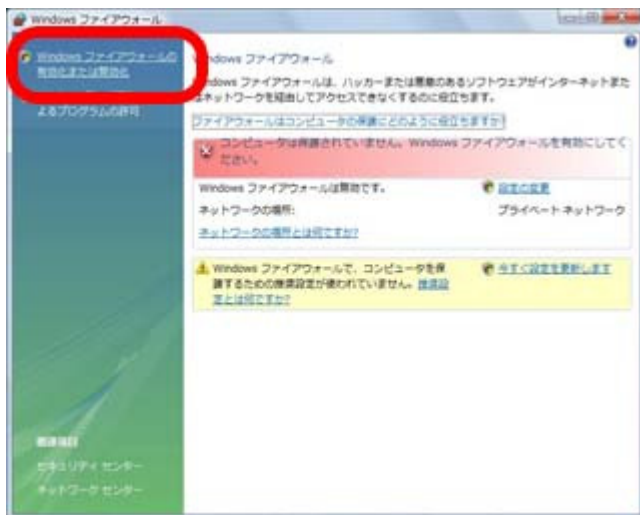 Windows ファイアウォール
Windows ファイアウォールの
有効化または無効化
よるプログラムの許可
ndows ファイアウォール
dows ファイアウォールは、ハッカーまたは悪意のあるソフトウェアがインターネットまた
ネットワークを経由してアクセスできなくするのに役立ちます。
ファイアウォールはコンピュータの保護にどのように役立ちますか?
コンピュータは保護されていません。Windows ファイアウォールを有効にしてく
ださい。
Windows ファイアウォールは無効です。
設定の変更
ネットワークの場所:
プライベート ネットワーク
ネットワークの場所とは何ですか?
Windows ファイアウォールで、コンピュータを保
護するための推奨設定が使われていません。推奨設
定とは何ですか?
今すぐ設定を更新します
関連項目
セキュリティ センター
ネットワーク センター